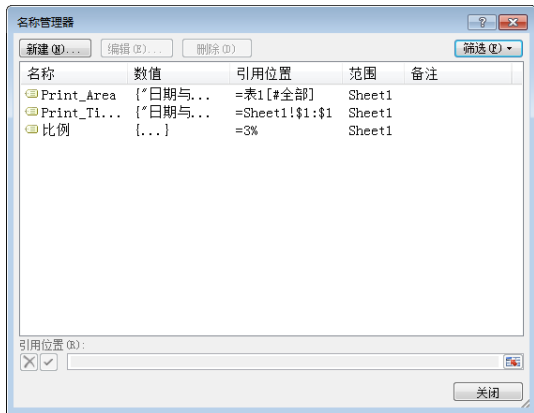 名称管理器
新建(N)... 编辑(E)... 删除(D) 筛选(F)
名称 数值 引用位置 范围 备注
Print_Area {"日期与... =表1[#全部] Sheet1
Print_Ti... {"日期与... =Sheet1!$1:$1 Sheet1
比例 {...} =3% Sheet1
引用位置(R):
关闭